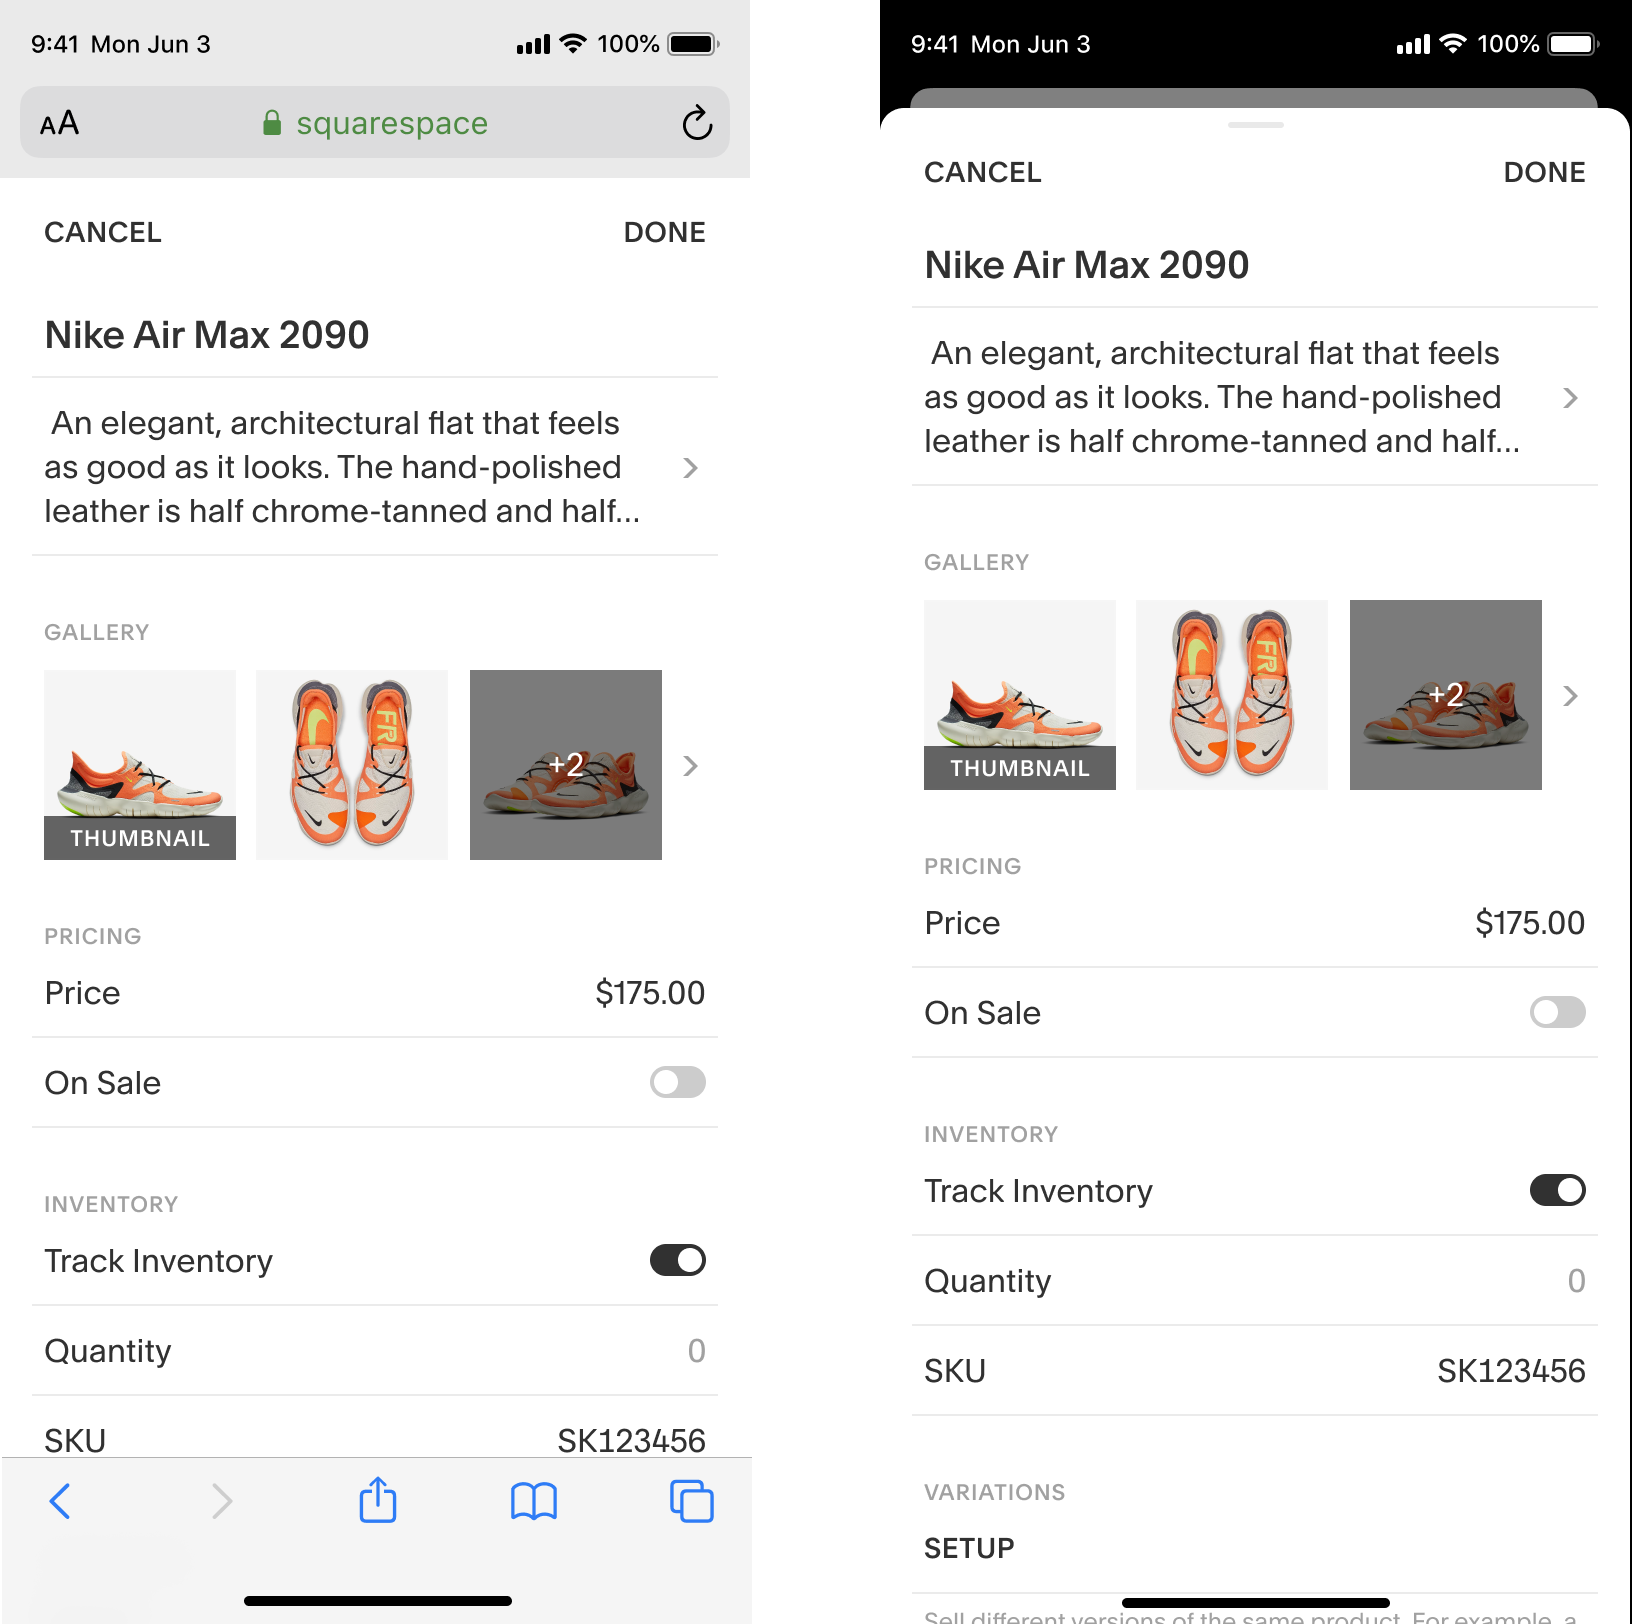 9:41 Mon Jun 3 100%
AA squarespace
CANCEL DONE
Nike Air Max 2090
An elegant, architectural flat that feels
as good as it looks. The hand-polished
leather is half chrome-tanned and half...
GALLERY
FR
+2
THUMBNAIL
PRICING
Price $175.00
On Sale
INVENTORY
Track Inventory
Quantity 0
SKU SK123456
9:41 Mon Jun 3 100%
CANCEL DONE
Nike Air Max 2090
An elegant, architectural flat that feels
as good as it looks. The hand-polished
leather is half chrome-tanned and half...
GALLERY
FR
+2
THUMBNAIL
PRICING
Price $175.00
On Sale
INVENTORY
Track Inventory
Quantity 0
SKU SK123456
VARIATIONS
SETUP
Sell different versions of the same product. For example, a